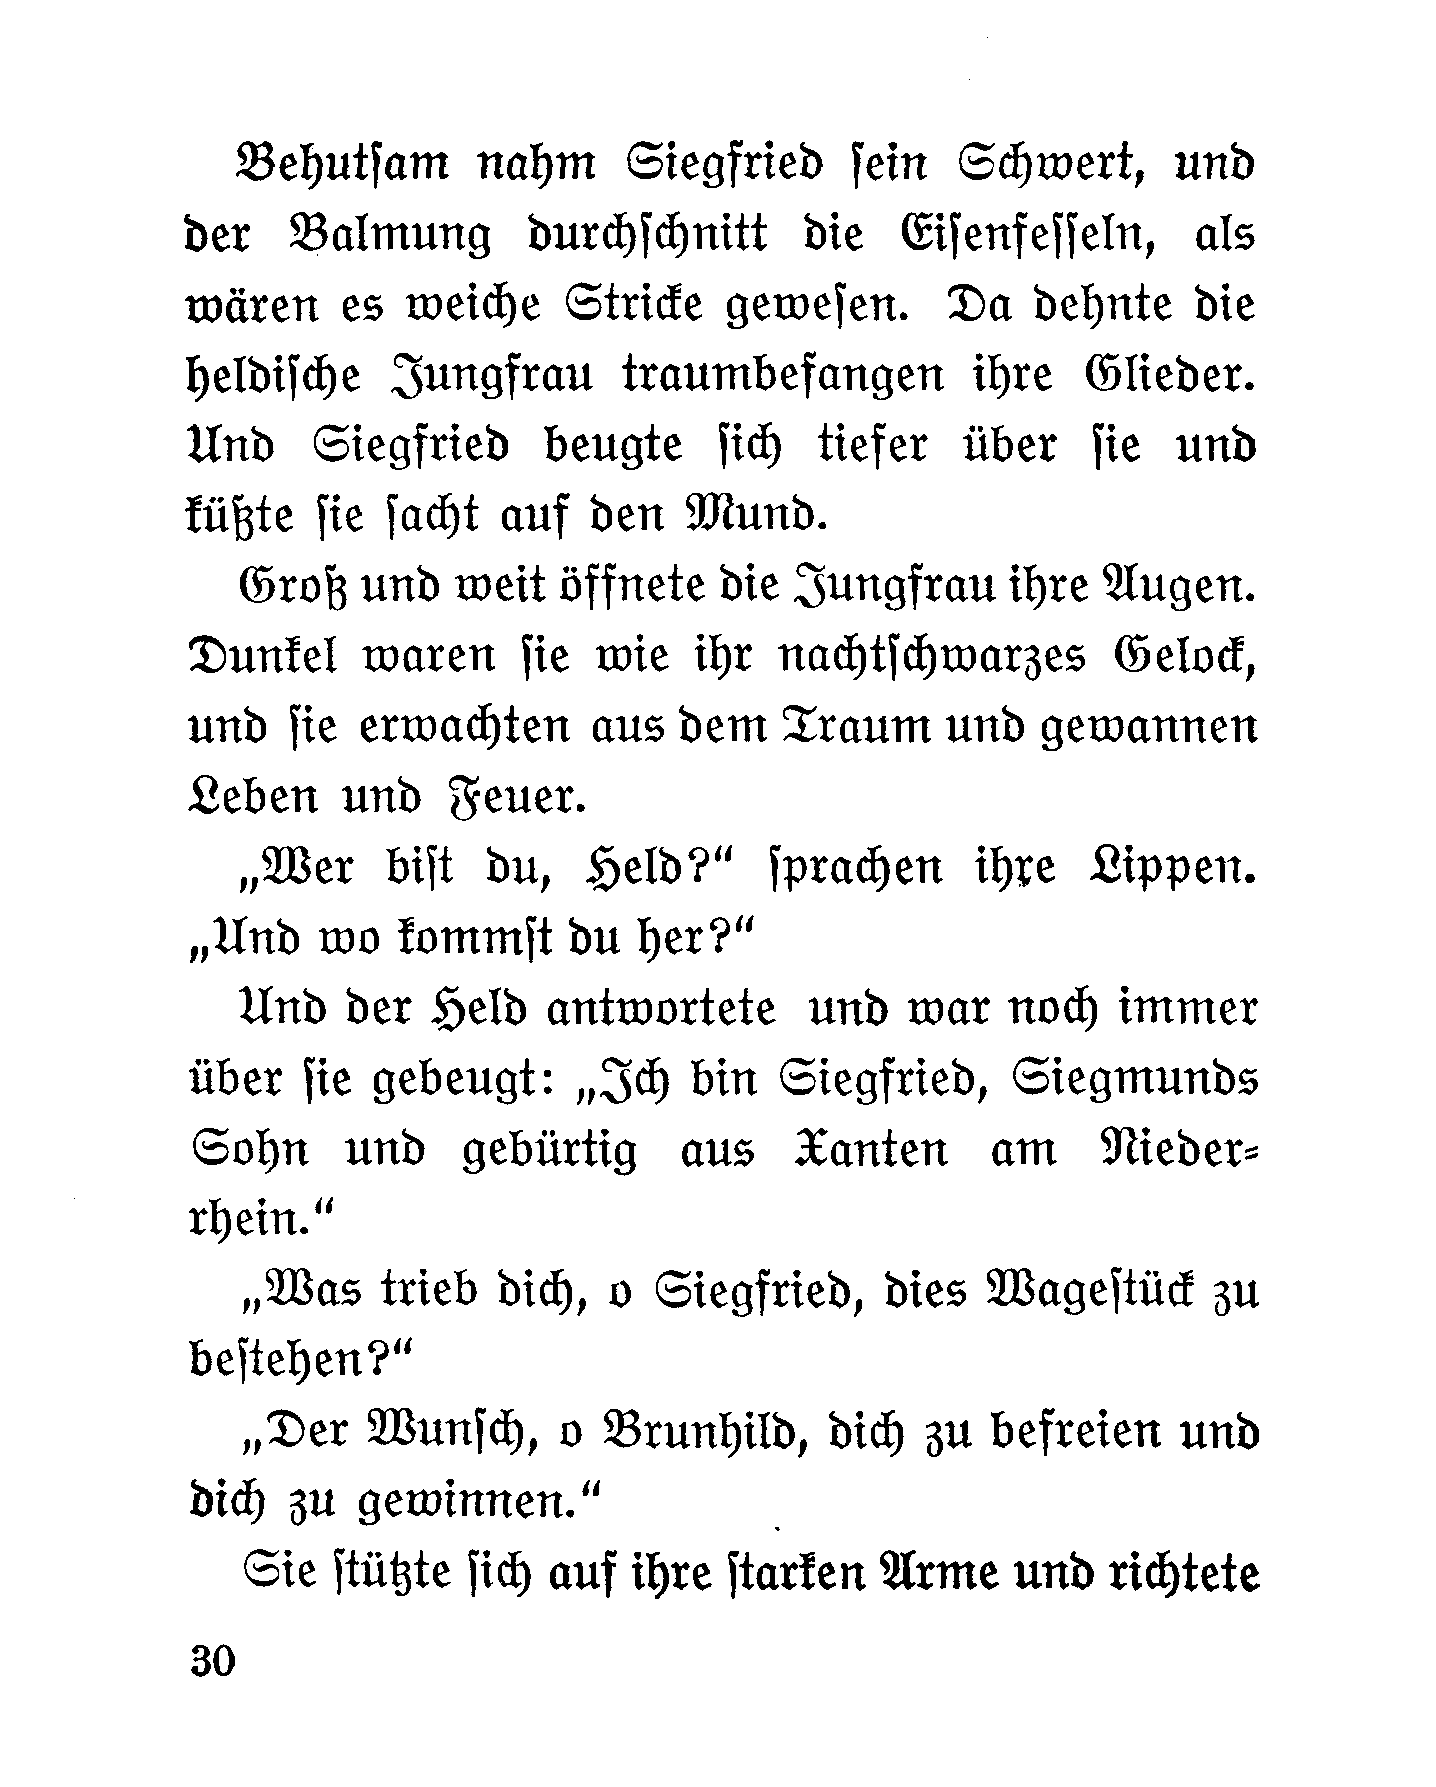 Behutſam nahm Siegfried ſein Schwert, und
der Balmung durchſchnitt die Eiſenfeſſeln, als
wären es weiche Stricke geweſen. Da dehnte die
heldiſche Jungfrau traumbefangen ihre Glieder.
Und Siegfried beugte ſich tiefer über ſie und
küßte ſie ſacht auf den Mund.
Groß und weit öffnete die Jungfrau ihre Augen.
Dunkel waren ſie wie ihr nachtſchwarzes Gelock,
und ſie erwachten aus dem Traum und gewannen
Leben und Feuer.
„Wer biſt du, Held?“ ſprachen ihre Lippen.
„Und wo kommſt du her?“
Und der Held antwortete und war noch immer
über ſie gebeugt: „Ich bin Siegfried, Siegmunds
Sohn und gebürtig aus Xanten am Nieder⸗
rhein.“
„Was trieb dich, o Siegfried, dies Wageſtück zu
beſtehen?“
„Der Wunſch, o Brunhild, dich zu befreien und
dich zu gewinnen.“
Sie ſtützte ſich auf ihre ſtarken Arme und richtete
30